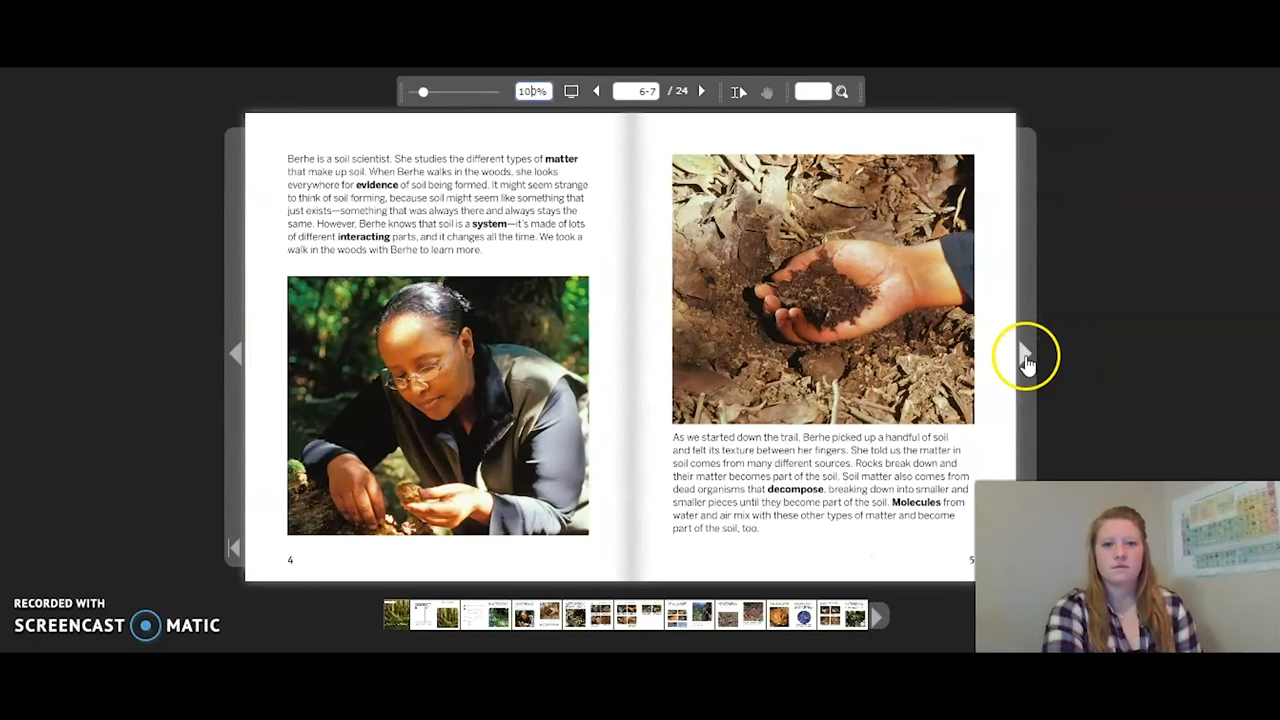 100%
6-7 / 24
Berhe is a soil scientist. She studies the different types of matter
that make up soil. When Berhe walks in the woods, she looks
everywhere for evidence of soil being formed. It might seem strange
to think of soil forming, because soil might seem like something that
just exists—something that was always there and always stays the
same. However, Berhe knows that soil is a system—it's made of lots
of different interacting parts, and it changes all the time. We took a
walk in the woods with Berhe to learn more.
4
As we started down the trail, Berhe picked up a handful of soil
and felt its texture between her fingers. She told us the matter in
soil comes from many different sources. Rocks break down and
their matter becomes part of the soil. Soil matter also comes from
dead organisms that decompose, breaking down into smaller and
smaller pieces until they become part of the soil. Molecules from
water and air mix with these other types of matter and become
part of the soil, too.
5
RECORDED WITH
SCREENCAST MATIC